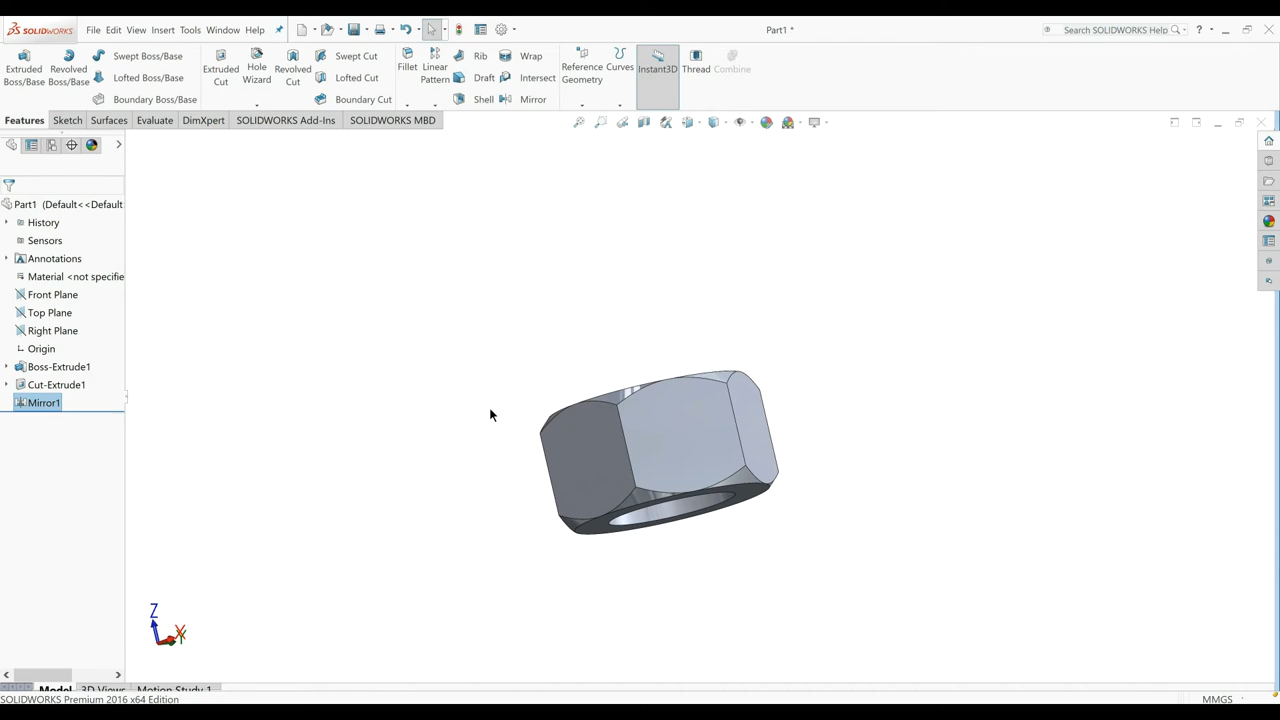 SOLIDWORKS File Edit View Insert Tools Window Help Part1 * Search SOLIDWORKS Help
Extruded Boss/Base
Revolved Boss/Base
Swept Boss/Base
Lofted Boss/Base
Boundary Boss/Base
Extruded Cut
Hole Wizard
Revolved Cut
Swept Cut
Lofted Cut
Boundary Cut
Fillet
Linear Pattern
Rib
Draft
Shell
Wrap
Intersect
Mirror
Reference Geometry
Curves
Instant3D
Thread
Combine
Features Sketch Surfaces Evaluate DimXpert SOLIDWORKS Add-Ins SOLIDWORKS MBD
Part1 (Default<<Default
History
Sensors
Annotations
Material <not specifie
Front Plane
Top Plane
Right Plane
Origin
Boss-Extrude1
Cut-Extrude1
Mirror1
Z
X
Model 3D Views Motion Study 1
SOLIDWORKS Premium 2016 x64 Edition MMGS